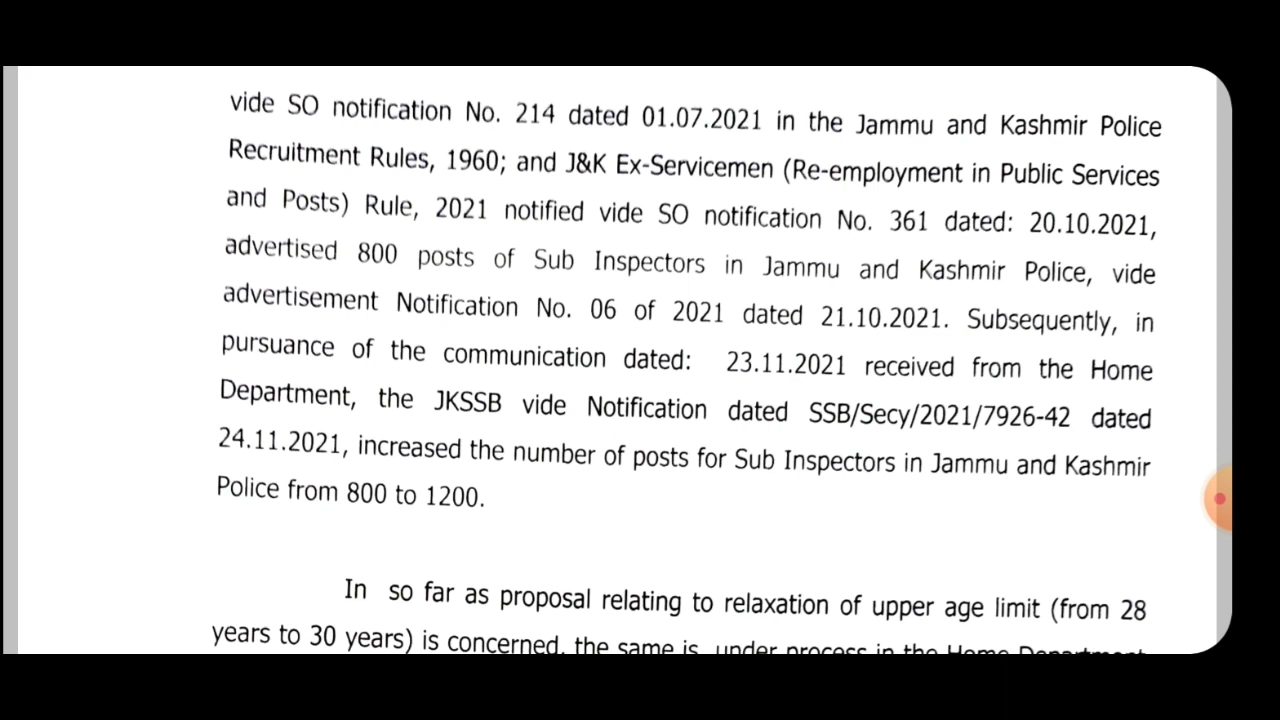 vide SO notification No. 214 dated 01.07.2021 in the Jammu and Kashmir Police
Recruitment Rules, 1960; and J&K Ex-Servicemen (Re-employment in Public Services
and Posts) Rule, 2021 notified vide SO notification No. 361 dated: 20.10.2021,
advertised 800 posts of Sub Inspectors in Jammu and Kashmir Police, vide
advertisement Notification No. 06 of 2021 dated 21.10.2021. Subsequently, in
pursuance of the communication dated: 23.11.2021 received from the Home
Department, the JKSSB vide Notification dated SSB/Secy/2021/7926-42 dated
24.11.2021, increased the number of posts for Sub Inspectors in Jammu and Kashmir
Police from 800 to 1200.
In so far as proposal relating to relaxation of upper age limit (from 28
years to 30 years) is concerned, the same is under process in the Home Department